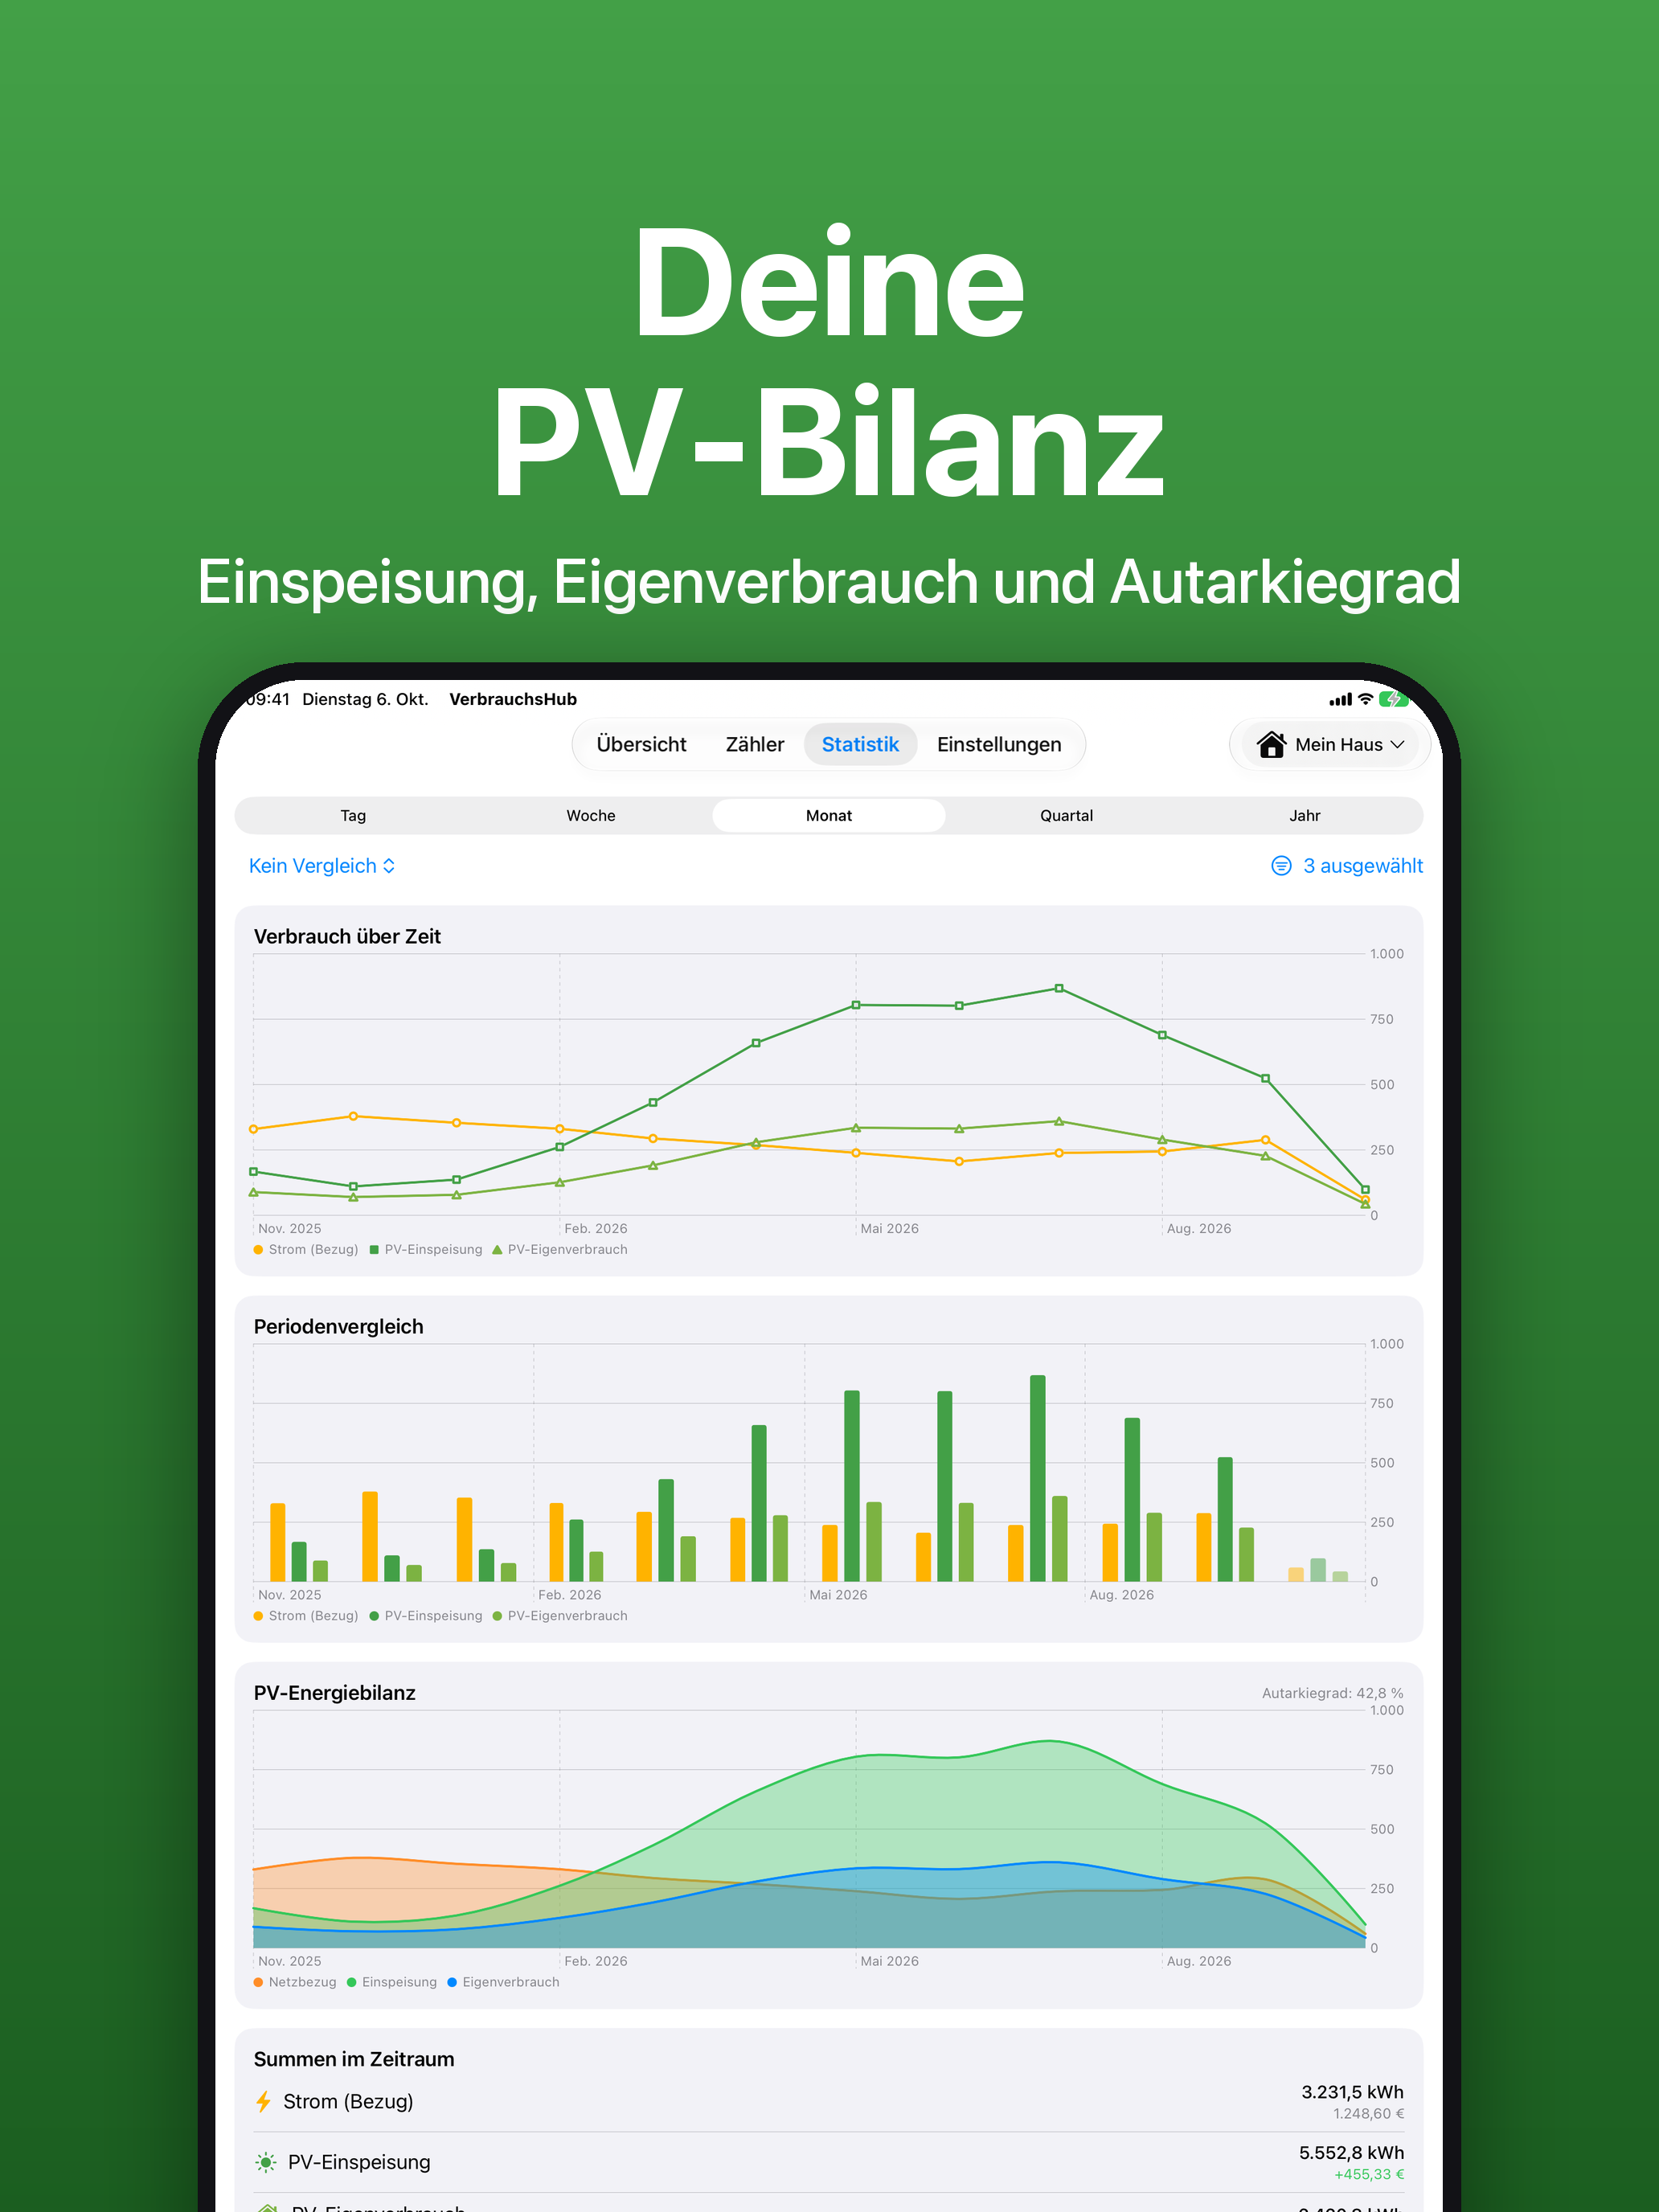 Deine
PV-Bilanz
Einspeisung, Eigenverbrauch und Autarkiegrad
09:41 Dienstag 6. Okt. VerbrauchsHub
Übersicht Zähler Statistik Einstellungen Mein Haus
Tag Woche Monat Quartal Jahr
Kein Vergleich 3 ausgewählt
Verbrauch über Zeit
1.000
750
500
250
0
Nov. 2025 Feb. 2026 Mai 2026 Aug. 2026
Strom (Bezug) PV-Einspeisung PV-Eigenverbrauch
Periodenvergleich
1.000
750
500
250
0
Nov. 2025 Feb. 2026 Mai 2026 Aug. 2026
Strom (Bezug) PV-Einspeisung PV-Eigenverbrauch
PV-Energiebilanz Autarkiegrad: 42,8 %
1.000
750
500
250
0
Nov. 2025 Feb. 2026 Mai 2026 Aug. 2026
Netzbezug Einspeisung Eigenverbrauch
Summen im Zeitraum
Strom (Bezug) 3.231,5 kWh
1.248,60 €
PV-Einspeisung 5.552,8 kWh
+455,33 €
PV-Eigenverbrauch